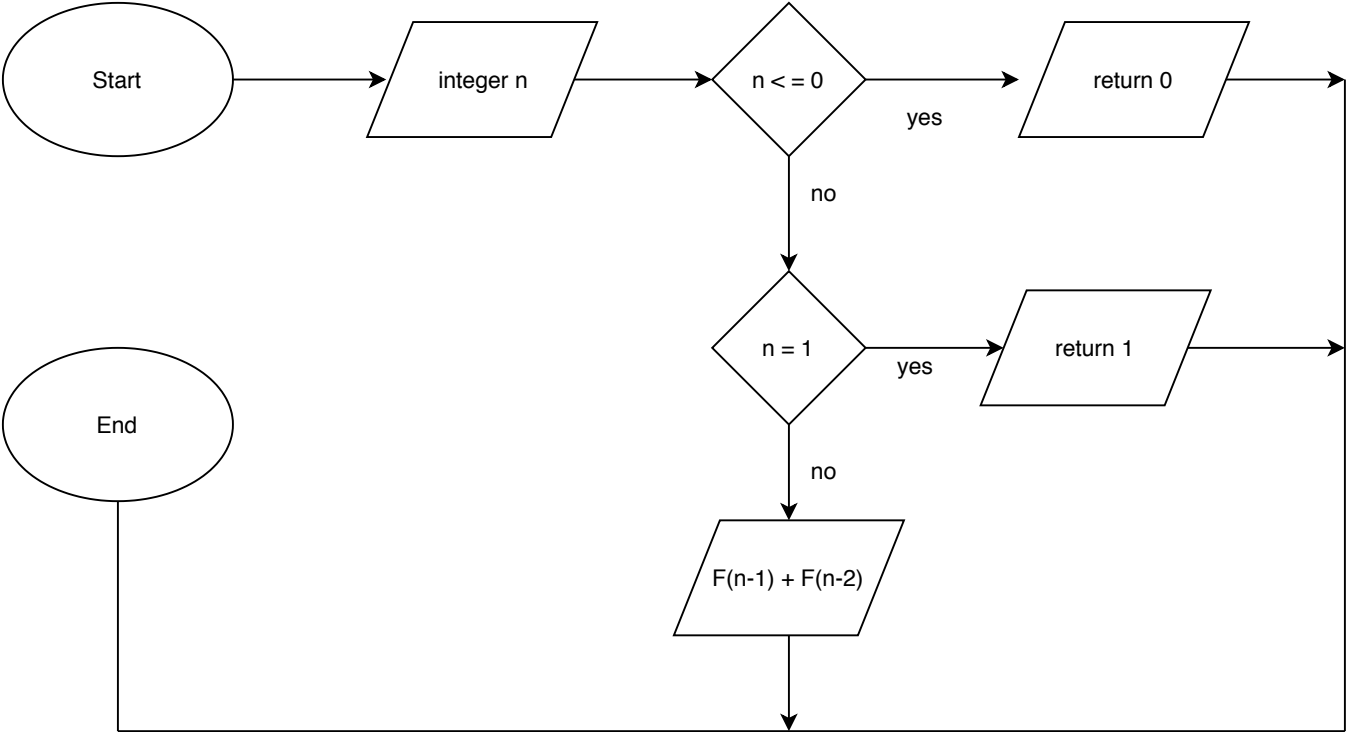 Start
integer n
n < = 0
yes
return 0
no
n = 1
yes
return 1
End
no
F(n-1) + F(n-2)